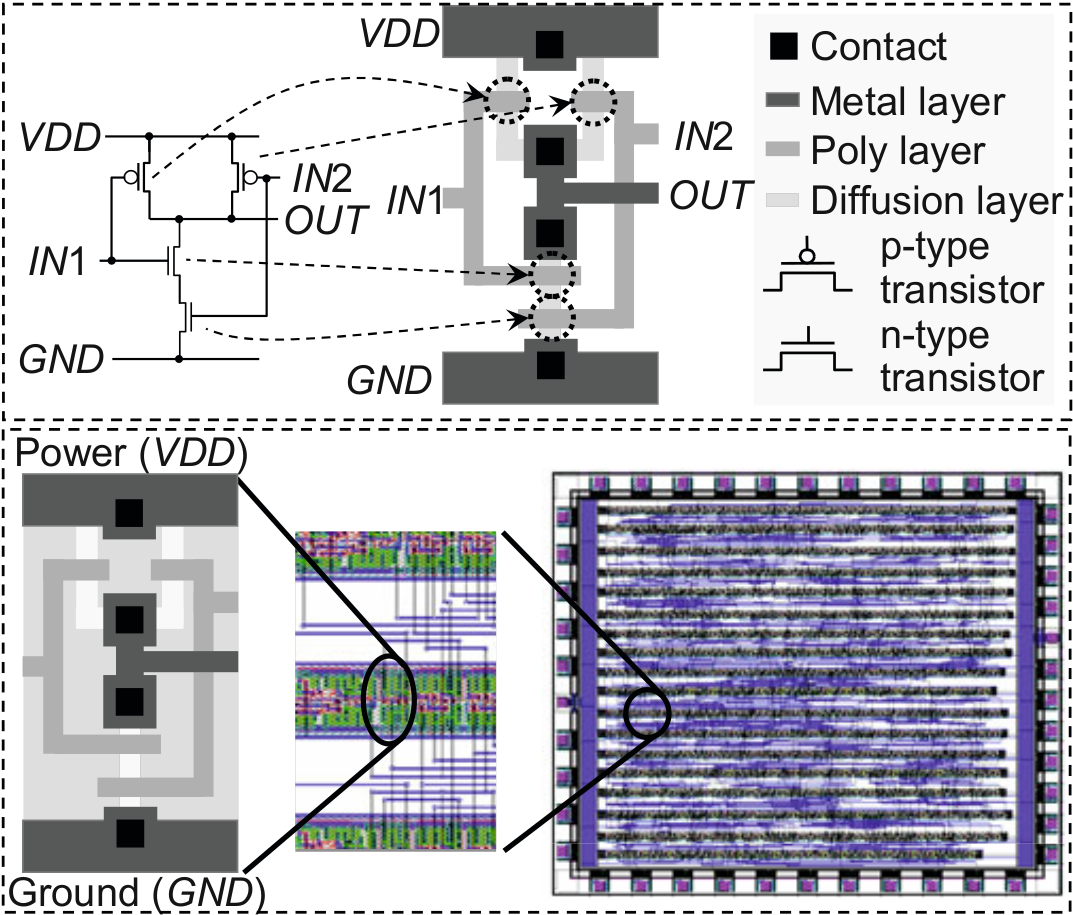 VDD
Contact
Metal layer
Poly layer
Diffusion layer
p-type
transistor
n-type
transistor
VDD
IN2
OUT
IN1
GND
IN2
IN1
OUT
GND
Power (VDD)
Ground (GND)